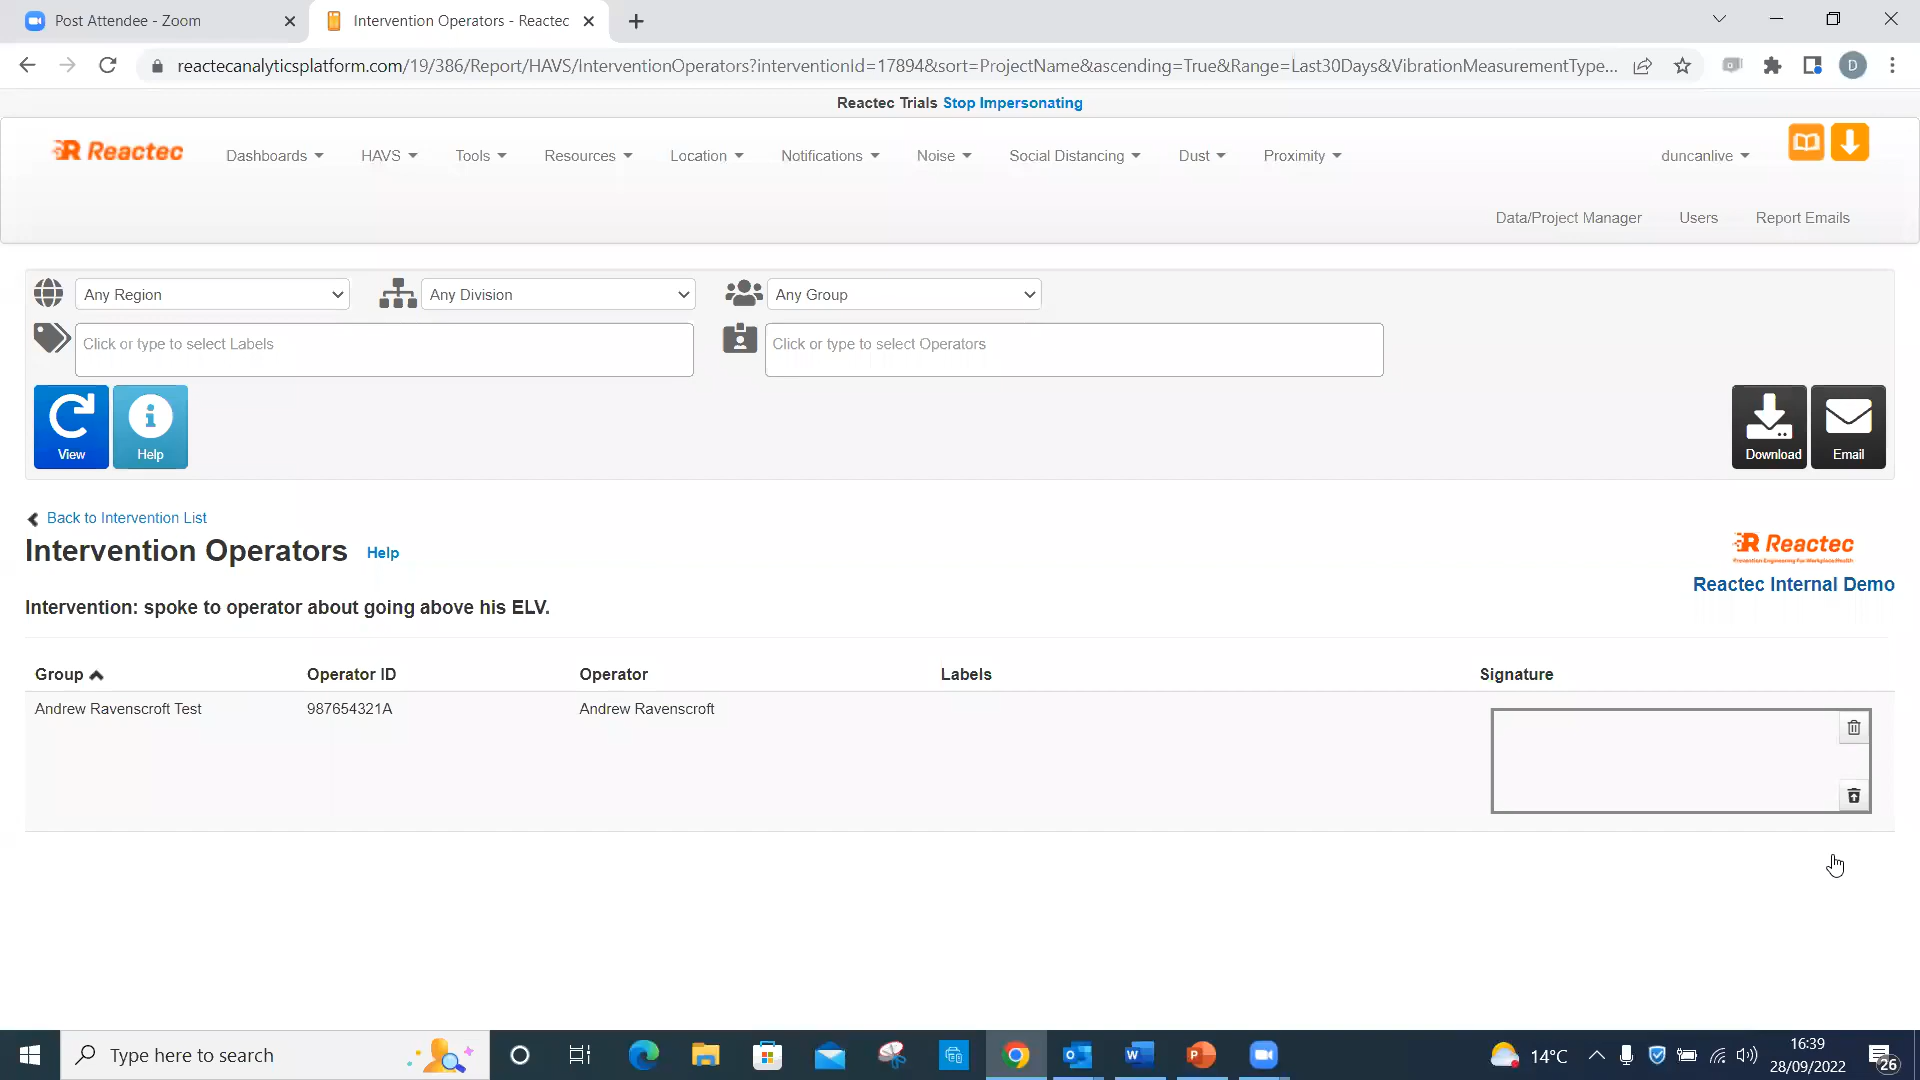 Post Attendee - Zoom
Intervention Operators - Reactec
reactecanalyticsplatform.com/19/386/Report/HAVS/InterventionOperators?interventionId=17894&sort=ProjectName&ascending=True&Range=Last30Days&VibrationMeasurementType...
D
Reactec Trials Stop Impersonating
Reactec
Dashboards
HAVS
Tools
Resources
Location
Notifications
Noise
Social Distancing
Dust
Proximity
duncanlive
Data/Project Manager
Users
Report Emails
Any Region
Any Division
Any Group
Click or type to select Labels
Click or type to select Operators
View
Help
Download
Email
Back to Intervention List
Intervention Operators Help
Reactec
Prevention Engineering For Workplace Health
Reactec Internal Demo
Intervention: spoke to operator about going above his ELV.
Group Operator ID Operator Labels Signature
Andrew Ravenscroft Test 987654321A Andrew Ravenscroft
Type here to search
14°C
16:39
28/09/2022
26